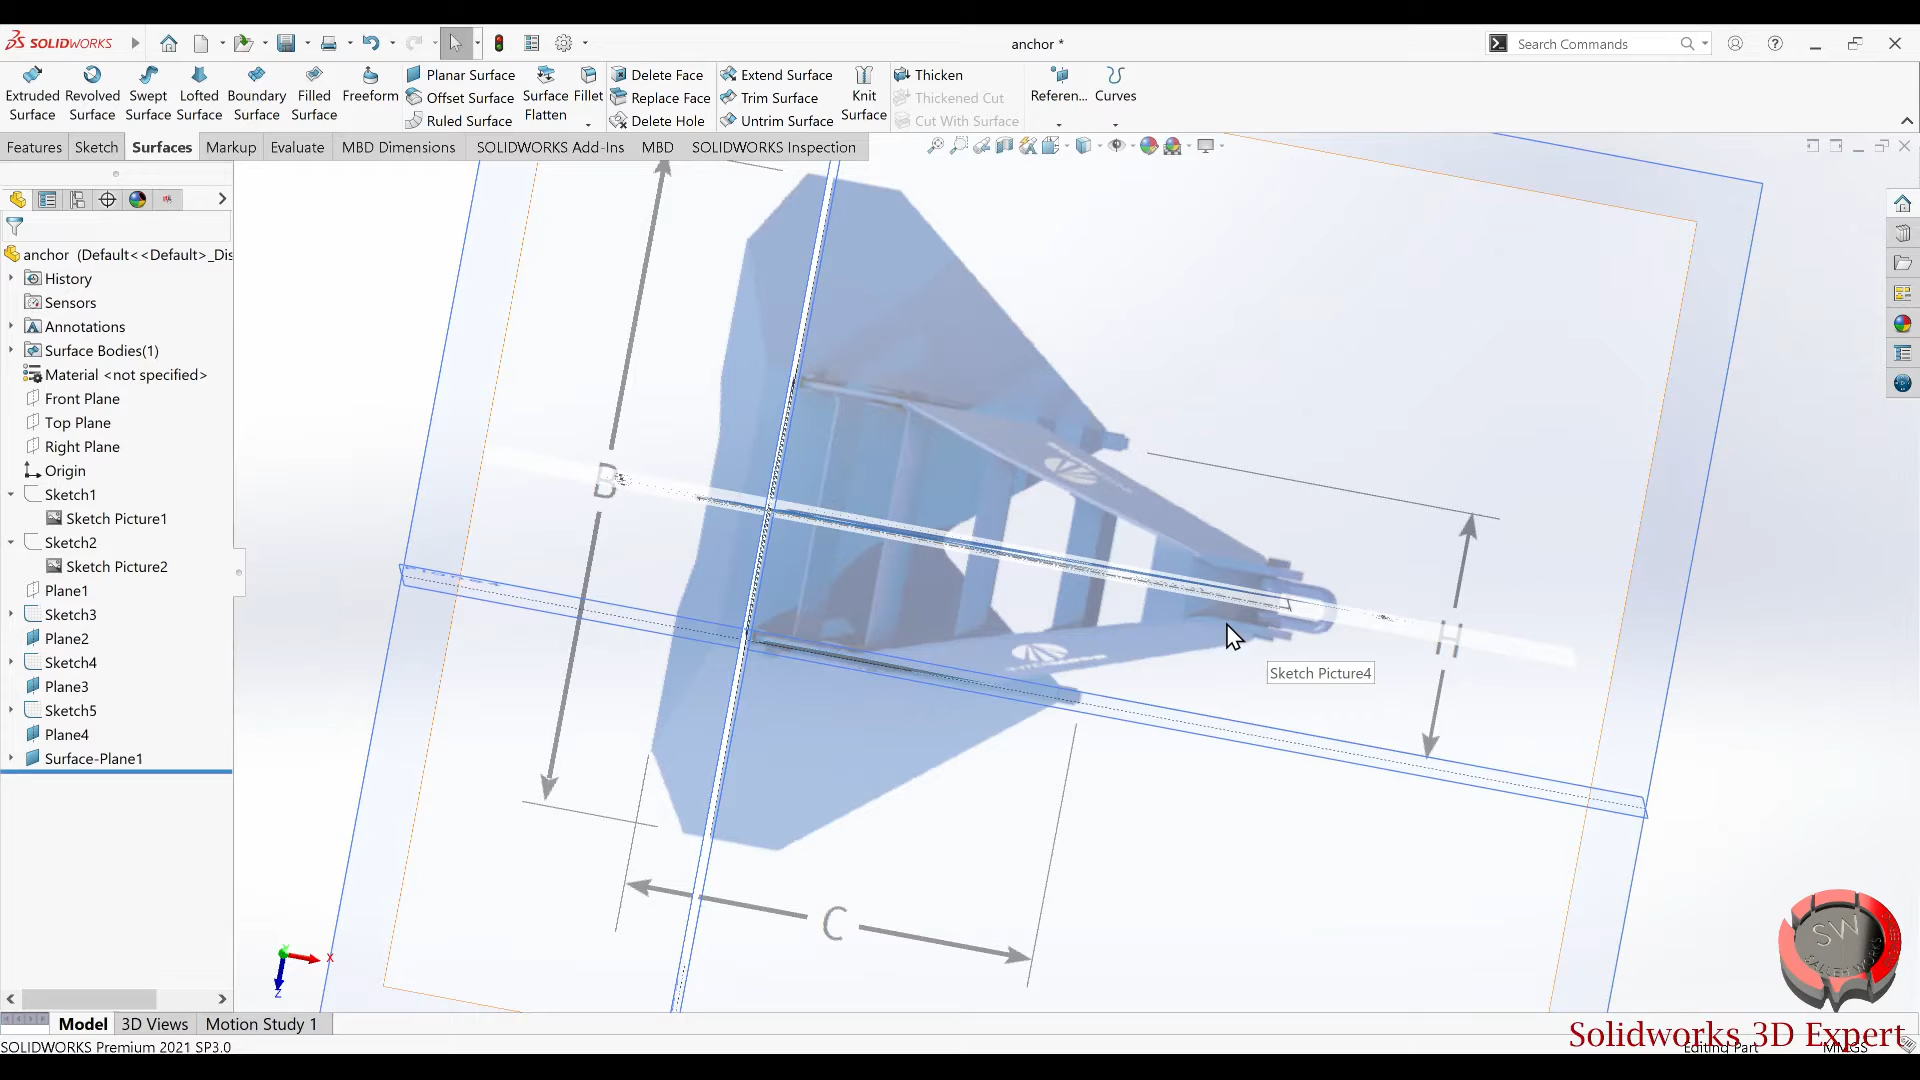 SOLIDWORKS
anchor *
Search Commands
Extruded Surface
Revolved Surface
Swept Surface
Lofted Surface
Boundary Surface
Filled Surface
Freeform
Planar Surface
Offset Surface
Ruled Surface
Surface Flatten
Fillet
Delete Face
Replace Face
Delete Hole
Extend Surface
Trim Surface
Untrim Surface
Knit Surface
Thicken
Thickened Cut
Cut With Surface
Referen...
Curves
Features
Sketch
Surfaces
Markup
Evaluate
MBD Dimensions
SOLIDWORKS Add-Ins
MBD
SOLIDWORKS Inspection
anchor (Default<<Default>_Dis
History
Sensors
Annotations
Surface Bodies(1)
Material <not specified>
Front Plane
Top Plane
Right Plane
Origin
Sketch1
Sketch Picture1
Sketch2
Sketch Picture2
Plane1
Sketch3
Plane2
Sketch4
Plane3
Sketch5
Plane4
Surface-Plane1
B
H
C
Sketch Picture4
Y
X
Z
SW
Model
3D Views
Motion Study 1
SOLIDWORKS Premium 2021 SP3.0
Solidworks 3D Expert
Editing Part
MMGS